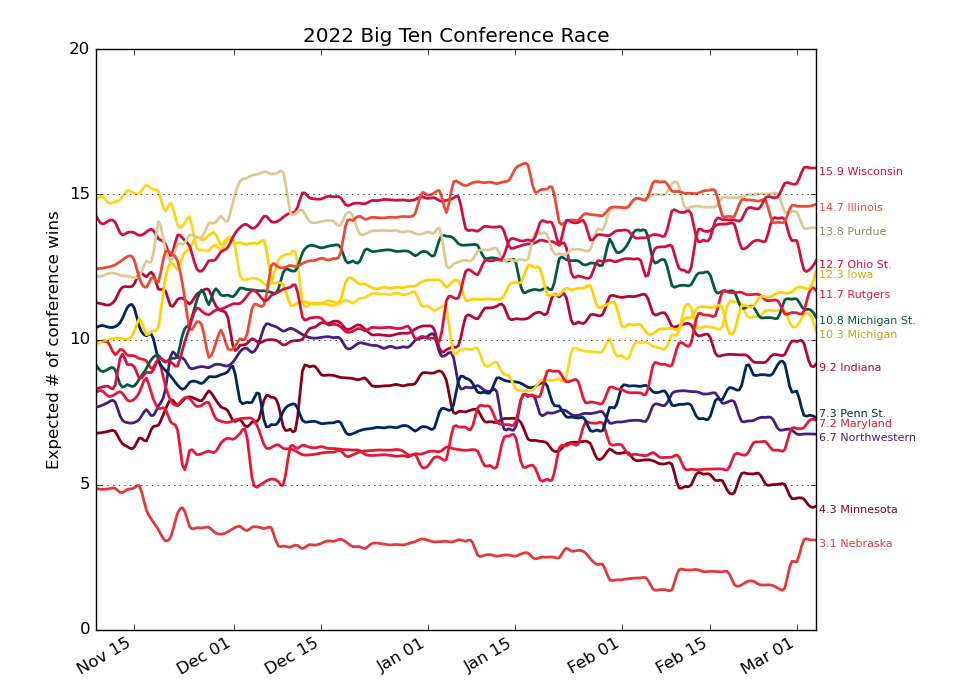 2022 Big Ten Conference Race
Expected # of conference wins
20
15
10
5
0
15.9 Wisconsin
14.7 Illinois
13.8 Purdue
12.7 Ohio St.
12.3 Iowa
11.7 Rutgers
10.8 Michigan St.
10.3 Michigan
9.2 Indiana
7.3 Penn St.
7.2 Maryland
6.7 Northwestern
4.3 Minnesota
3.1 Nebraska
Nov 15
Dec 01
Dec 15
Jan 01
Jan 15
Feb 01
Feb 15
Mar 01